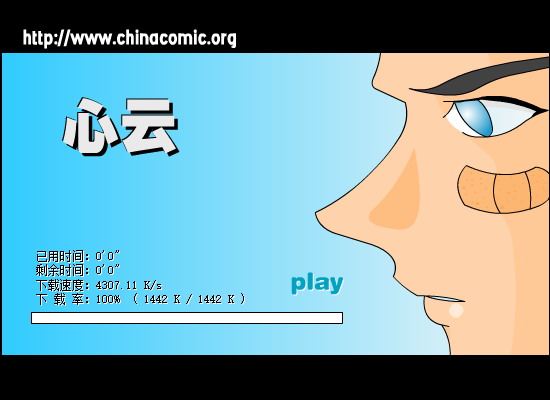 http://www.chinacomic.org
心云
已用时间：0'0"
剩余时间：0'0"
下载速度：4307.11 K/s
下 载 率：100% ( 1442 K / 1442 K )
play